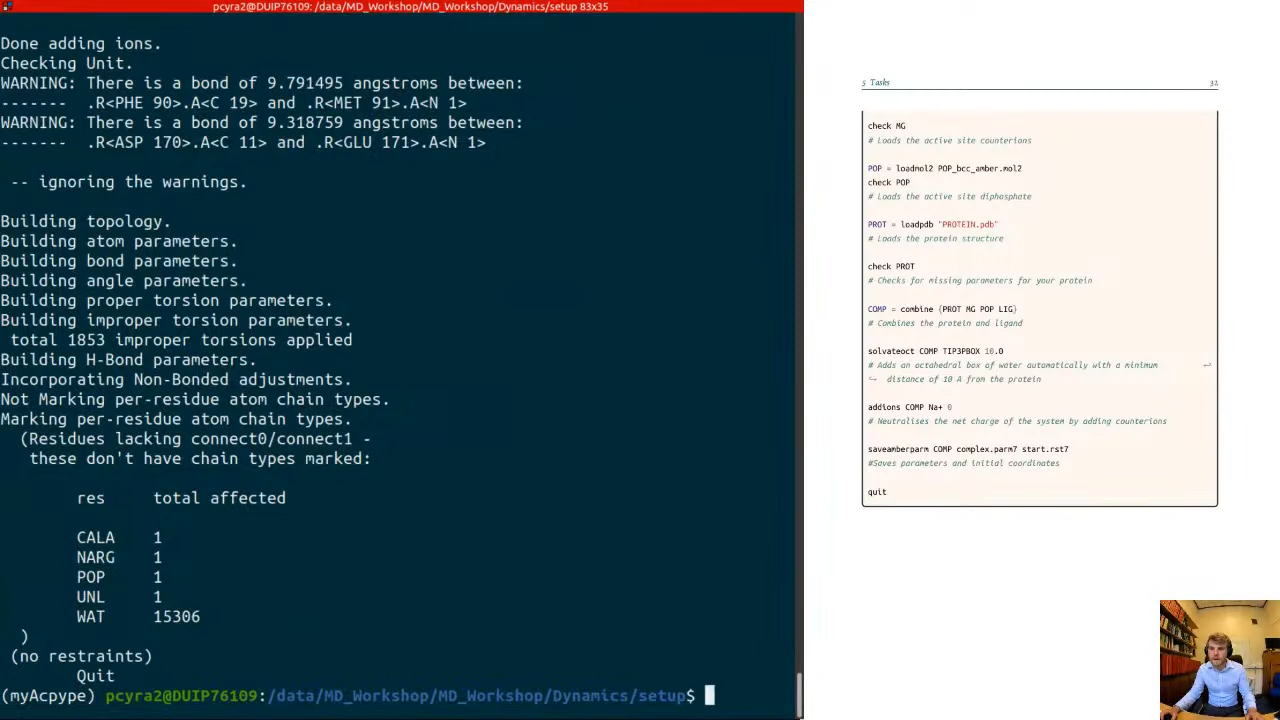 pcyra2@DUIP76109: /data/MD_Workshop/MD_Workshop/Dynamics/setup 83x35
Done adding ions.
Checking Unit.
WARNING: There is a bond of 9.791495 angstroms between:
------- .R<PHE 90>.A<C 19> and .R<MET 91>.A<N 1>
WARNING: There is a bond of 9.318759 angstroms between:
------- .R<ASP 170>.A<C 11> and .R<GLU 171>.A<N 1>
-- ignoring the warnings.
Building topology.
Building atom parameters.
Building bond parameters.
Building angle parameters.
Building proper torsion parameters.
Building improper torsion parameters.
total 1853 improper torsions applied
Building H-Bond parameters.
Incorporating Non-Bonded adjustments.
Not Marking per-residue atom chain types.
Marking per-residue atom chain types.
(Residues lacking connect0/connect1 -
these don't have chain types marked:
res total affected
CALA 1
NARG 1
POP 1
UNL 1
WAT 15306
)
(no restraints)
Quit
(myAcpype) pcyra2@DUIP76109:/data/MD_Workshop/MD_Workshop/Dynamics/setup$
5 Tasks 32
check MG
# Loads the active site counterions
POP = loadmol2 POP_bcc_amber.mol2
check POP
# Loads the active site diphosphate
PROT = loadpdb "PROTEIN.pdb"
# Loads the protein structure
check PROT
# Checks for missing parameters for your protein
COMP = combine {PROT MG POP LIG}
# Combines the protein and ligand
solvateoct COMP TIP3PBOX 10.0
# Adds an octahedral box of water automatically with a minimum ↩
↪ distance of 10 A from the protein
addions COMP Na+ 0
# Neutralises the net charge of the system by adding counterions
saveamberparm COMP complex.parm7 start.rst7
#Saves parameters and initial coordinates
quit